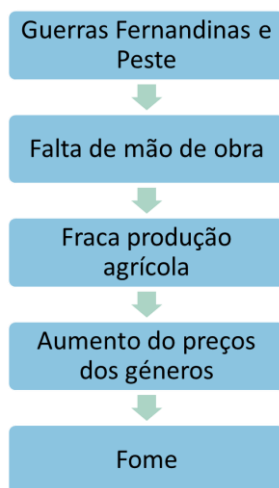 Guerras Fernandinas e
Peste
Falta de mão de obra
Fraca produção
agrícola
Aumento do preços
dos géneros
Fome